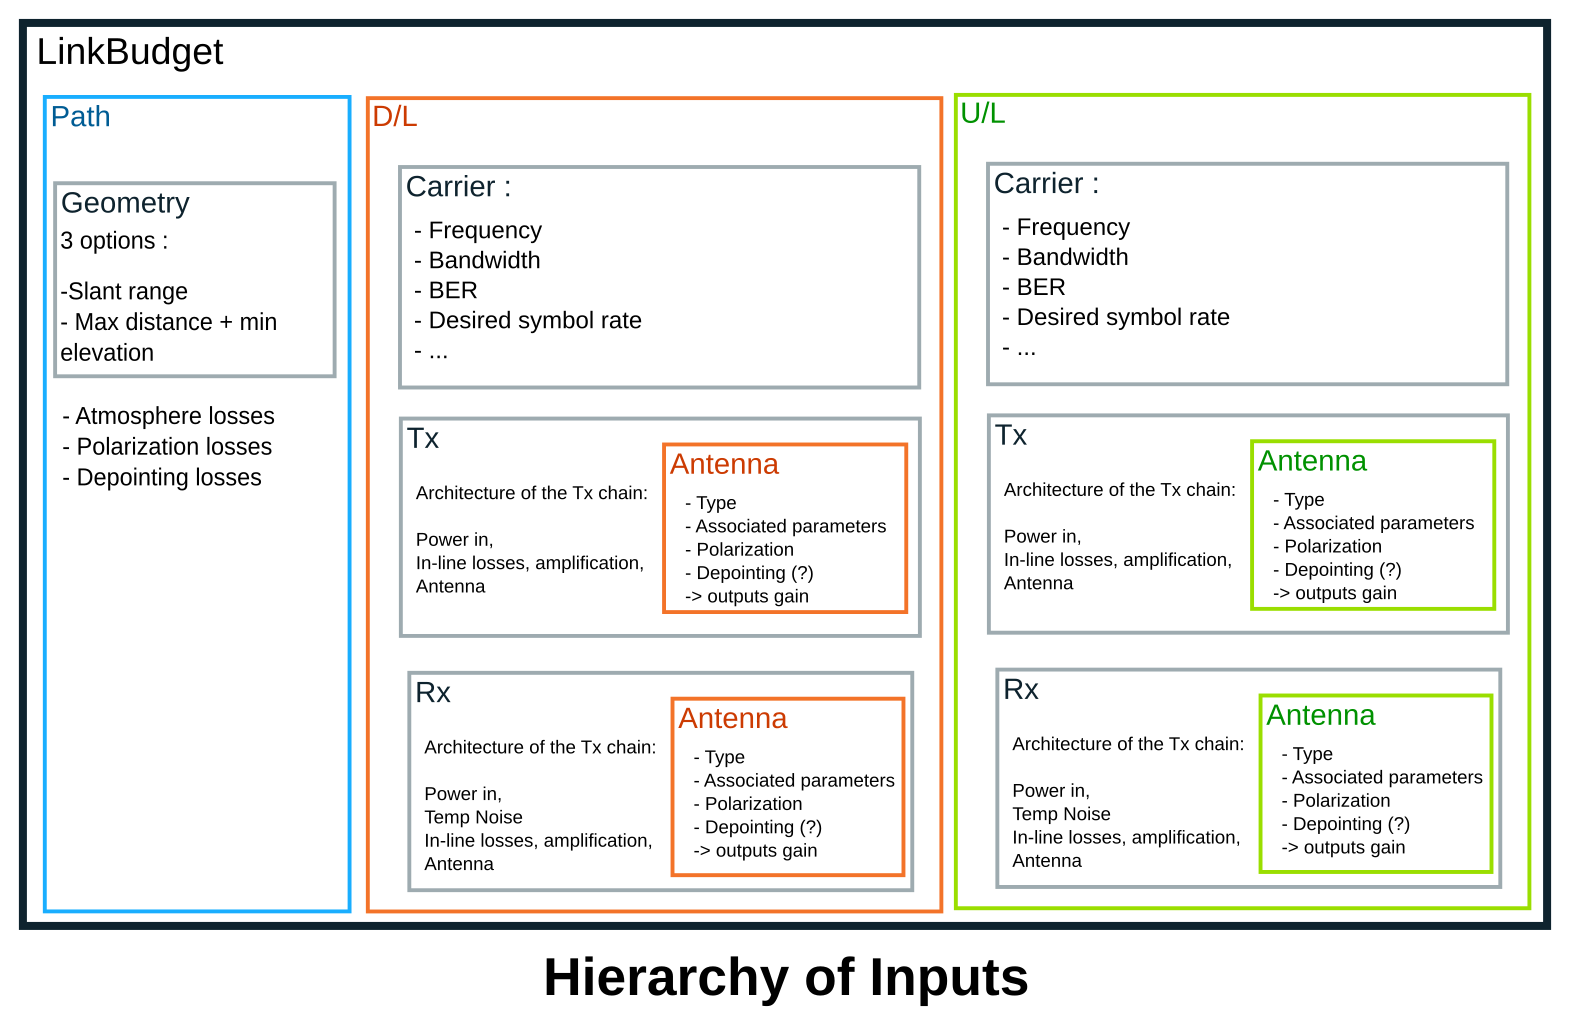 LinkBudget
Path
Geometry
3 options :
-Slant range
- Max distance + min
elevation
- Atmosphere losses
- Polarization losses
- Depointing losses
D/L
Carrier :
- Frequency
- Bandwidth
- BER
- Desired symbol rate
- ...
Tx
Architecture of the Tx chain:
Power in,
In-line losses, amplification,
Antenna
Antenna
- Type
- Associated parameters
- Polarization
- Depointing (?)
-> outputs gain
Rx
Architecture of the Tx chain:
Power in,
Temp Noise
In-line losses, amplification,
Antenna
Antenna
- Type
- Associated parameters
- Polarization
- Depointing (?)
-> outputs gain
U/L
Carrier :
- Frequency
- Bandwidth
- BER
- Desired symbol rate
- ...
Tx
Architecture of the Tx chain:
Power in,
In-line losses, amplification,
Antenna
Antenna
- Type
- Associated parameters
- Polarization
- Depointing (?)
-> outputs gain
Rx
Architecture of the Tx chain:
Power in,
Temp Noise
In-line losses, amplification,
Antenna
Antenna
- Type
- Associated parameters
- Polarization
- Depointing (?)
-> outputs gain
Hierarchy of Inputs